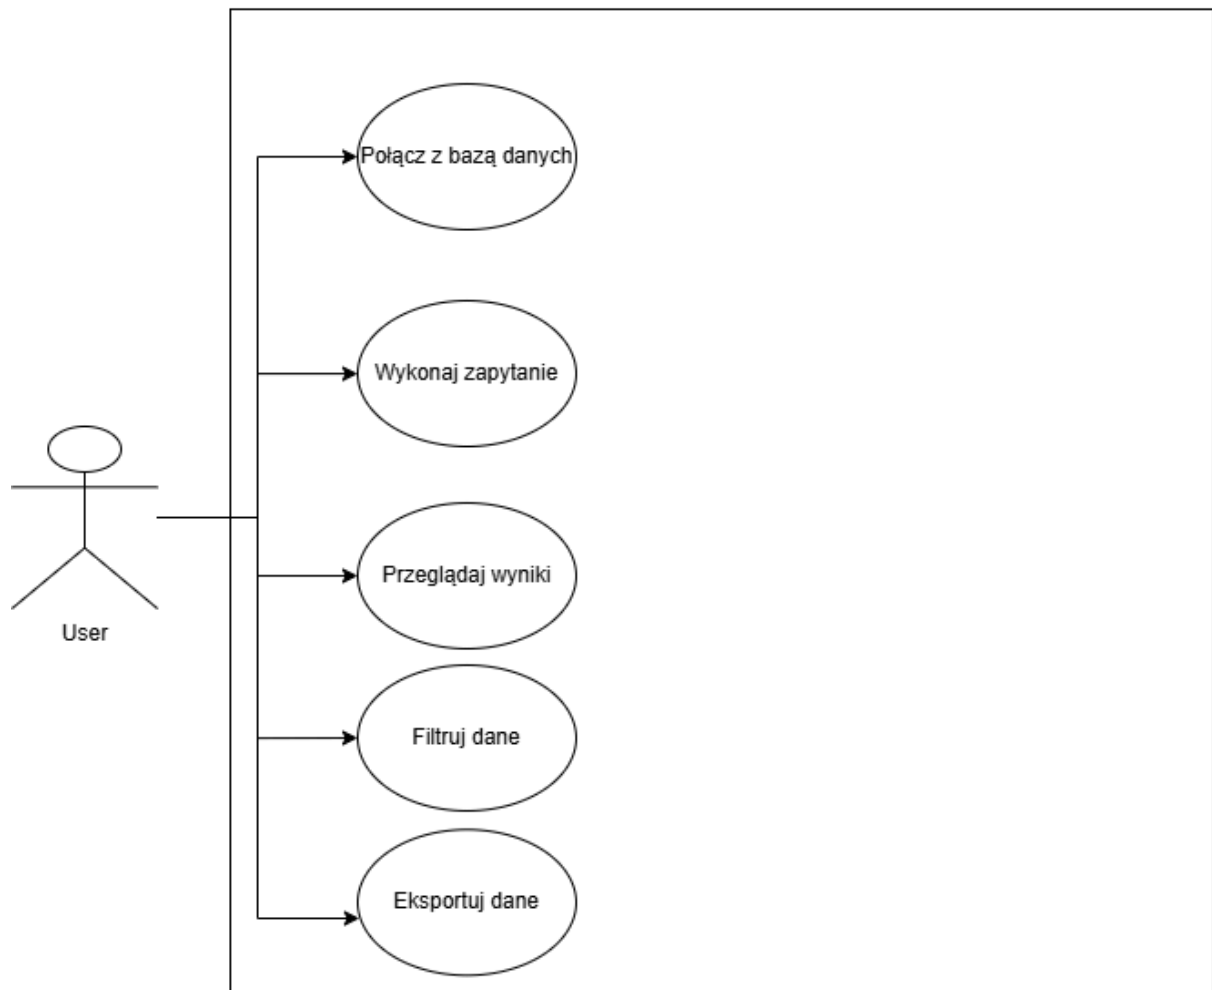 Połącz z bazą danych
Wykonaj zapytanie
Przeglądaj wyniki
User
Filtruj dane
Eksportuj dane